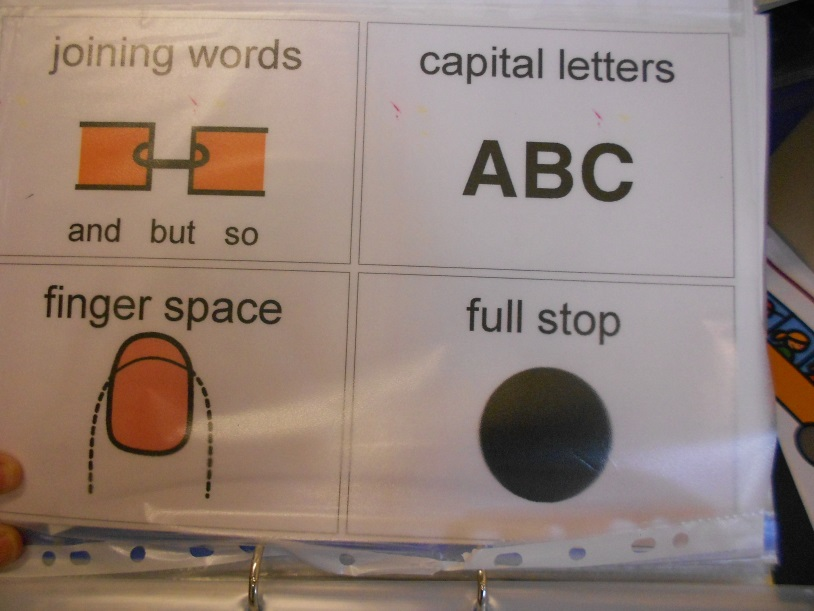 joining words
and but so
capital letters
ABC
finger space
full stop